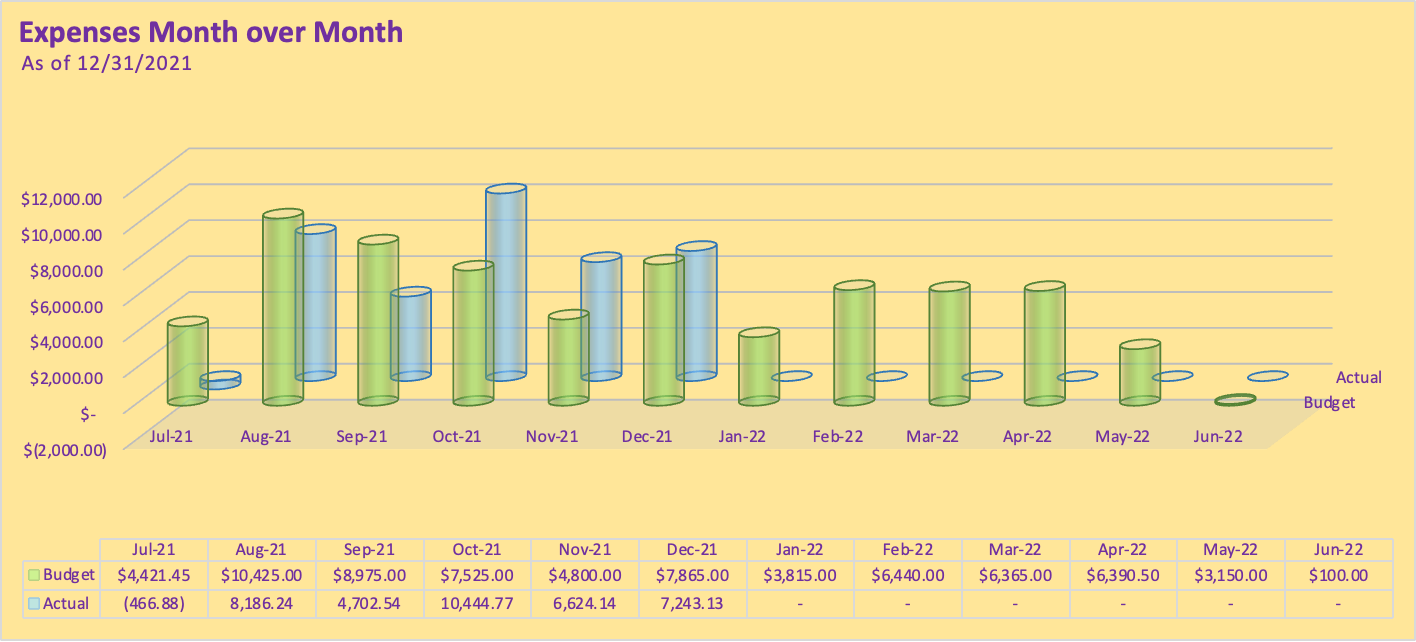 Expenses Month over Month
As of 12/31/2021
$12,000.00
$10,000.00
$8,000.00
$6,000.00
$4,000.00
$2,000.00
$-
$(2,000.00)
Actual
Budget
Jul-21 Aug-21 Sep-21 Oct-21 Nov-21 Dec-21 Jan-22 Feb-22 Mar-22 Apr-22 May-22 Jun-22
Jul-21 Aug-21 Sep-21 Oct-21 Nov-21 Dec-21 Jan-22 Feb-22 Mar-22 Apr-22 May-22 Jun-22
Budget $4,421.45 $10,425.00 $8,975.00 $7,525.00 $4,800.00 $7,865.00 $3,815.00 $6,440.00 $6,365.00 $6,390.50 $3,150.00 $100.00
Actual (466.88) 8,186.24 4,702.54 10,444.77 6,624.14 7,243.13 - - - - - -